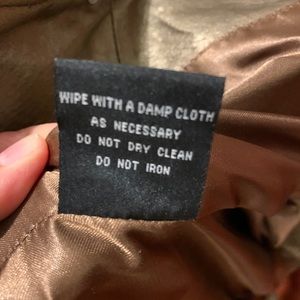 WIPE WITH A DAMP CLOTH
AS NECESSARY
DO NOT DRY CLEAN
DO NOT IRON